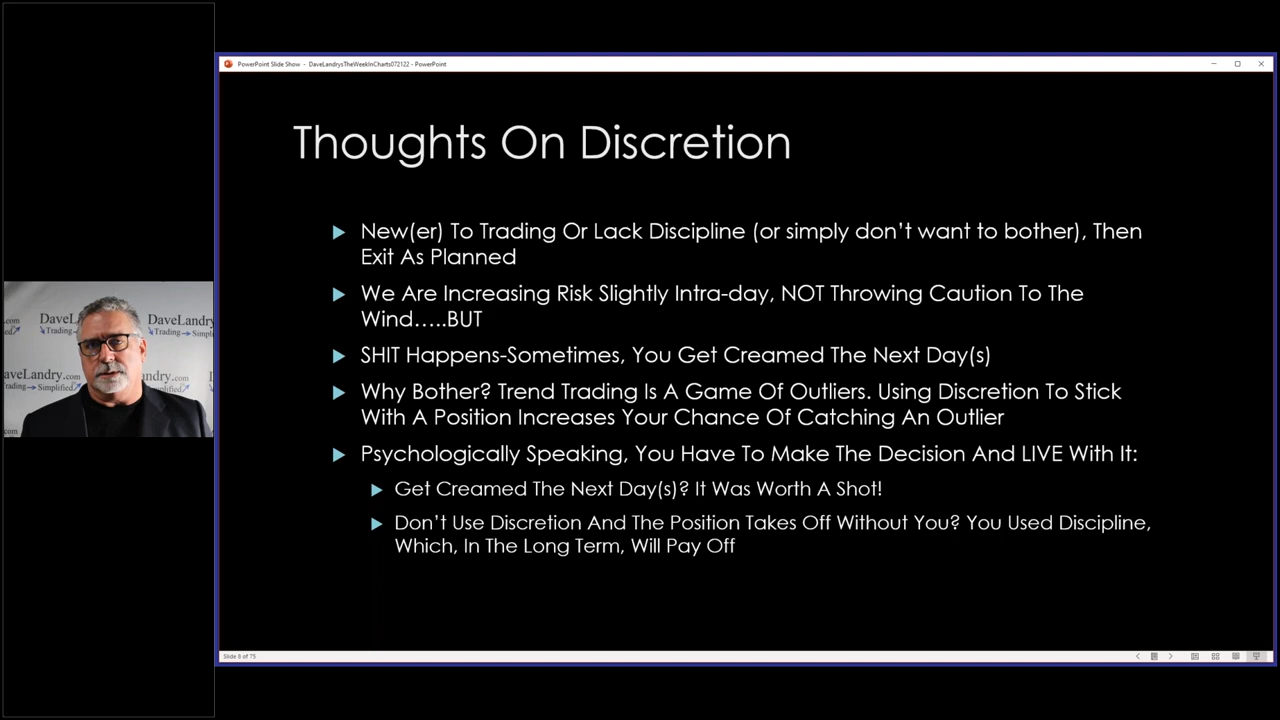 PowerPoint Slide Show - DaveLandrysTheWeekInCharts072122 - PowerPoint
Thoughts On Discretion
New(er) To Trading Or Lack Discipline (or simply don't want to bother), Then
Exit As Planned
We Are Increasing Risk Slightly Intra-day, NOT Throwing Caution To The
Wind.....BUT
SHIT Happens-Sometimes, You Get Creamed The Next Day(s)
Why Bother? Trend Trading Is A Game Of Outliers. Using Discretion To Stick
With A Position Increases Your Chance Of Catching An Outlier
Psychologically Speaking, You Have To Make The Decision And LIVE With It:
Get Creamed The Next Day(s)? It Was Worth A Shot!
Don't Use Discretion And The Position Takes Off Without You? You Used Discipline,
Which, In The Long Term, Will Pay Off
DaveL
DaveLandry
Trading
Simpl
aveLandry.com
Trading
Simplified
Slide 8 of 75